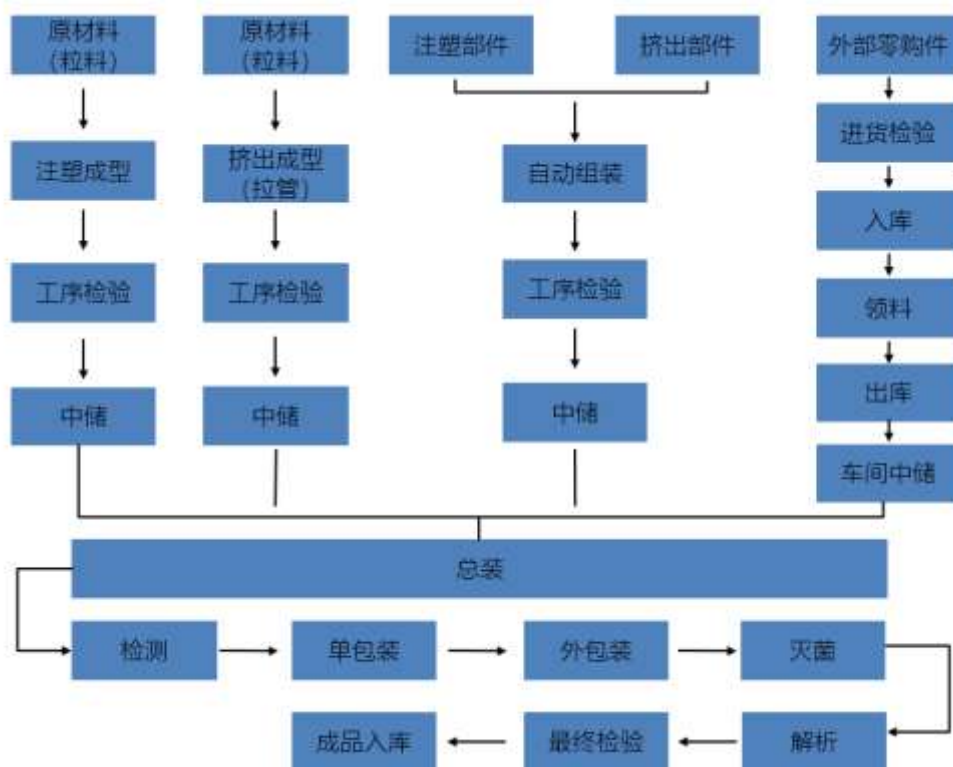 原材料
（粒料）
原材料
（粒料）
注塑部件
挤出部件
外部零购件
进货检验
注塑成型
挤出成型
（拉管）
自动组装
入库
工序检验
工序检验
工序检验
领料
出库
中储
中储
中储
车间中储
总装
检测
单包装
外包装
灭菌
成品入库
最终检验
解析